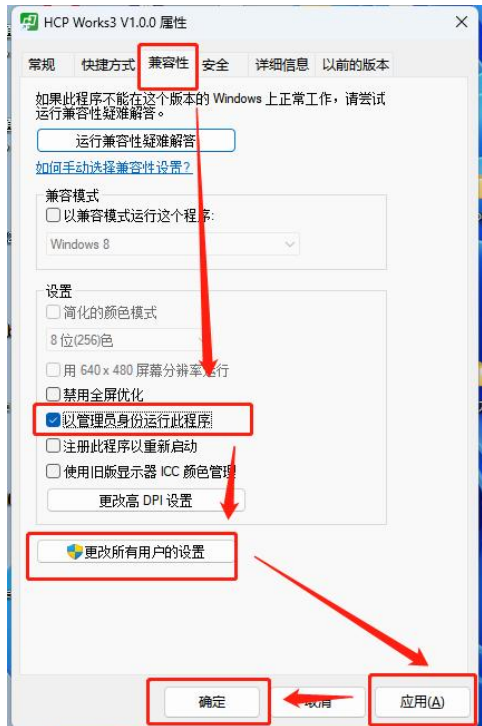 HCP Works3 V1.0.0 属性
常规 快捷方式 兼容性 安全 详细信息 以前的版本
如果此程序不能在这个版本的 Windows 上正常工作，请尝试
运行兼容性疑难解答。
运行兼容性疑难解答
如何手动选择兼容性设置?
兼容模式
以兼容模式运行这个程序:
Windows 8
设置
简化的颜色模式
8 位(256)色
用 640 x 480 屏幕分辨率运行
禁用全屏优化
以管理员身份运行此程序
注册此程序以重新启动
使用旧版显示器 ICC 颜色管理
更改高 DPI 设置
更改所有用户的设置
确定 取消 应用(A)